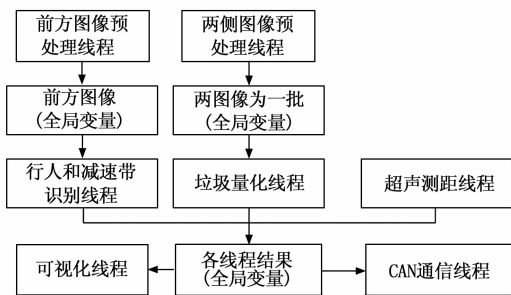 前方图像预
处理线程
两侧图像预
处理线程
前方图像
(全局变量)
两图像为一批
(全局变量)
行人和减速带
识别线程
垃圾量化线程
超声测距线程
可视化线程
各线程结果
(全局变量)
CAN通信线程